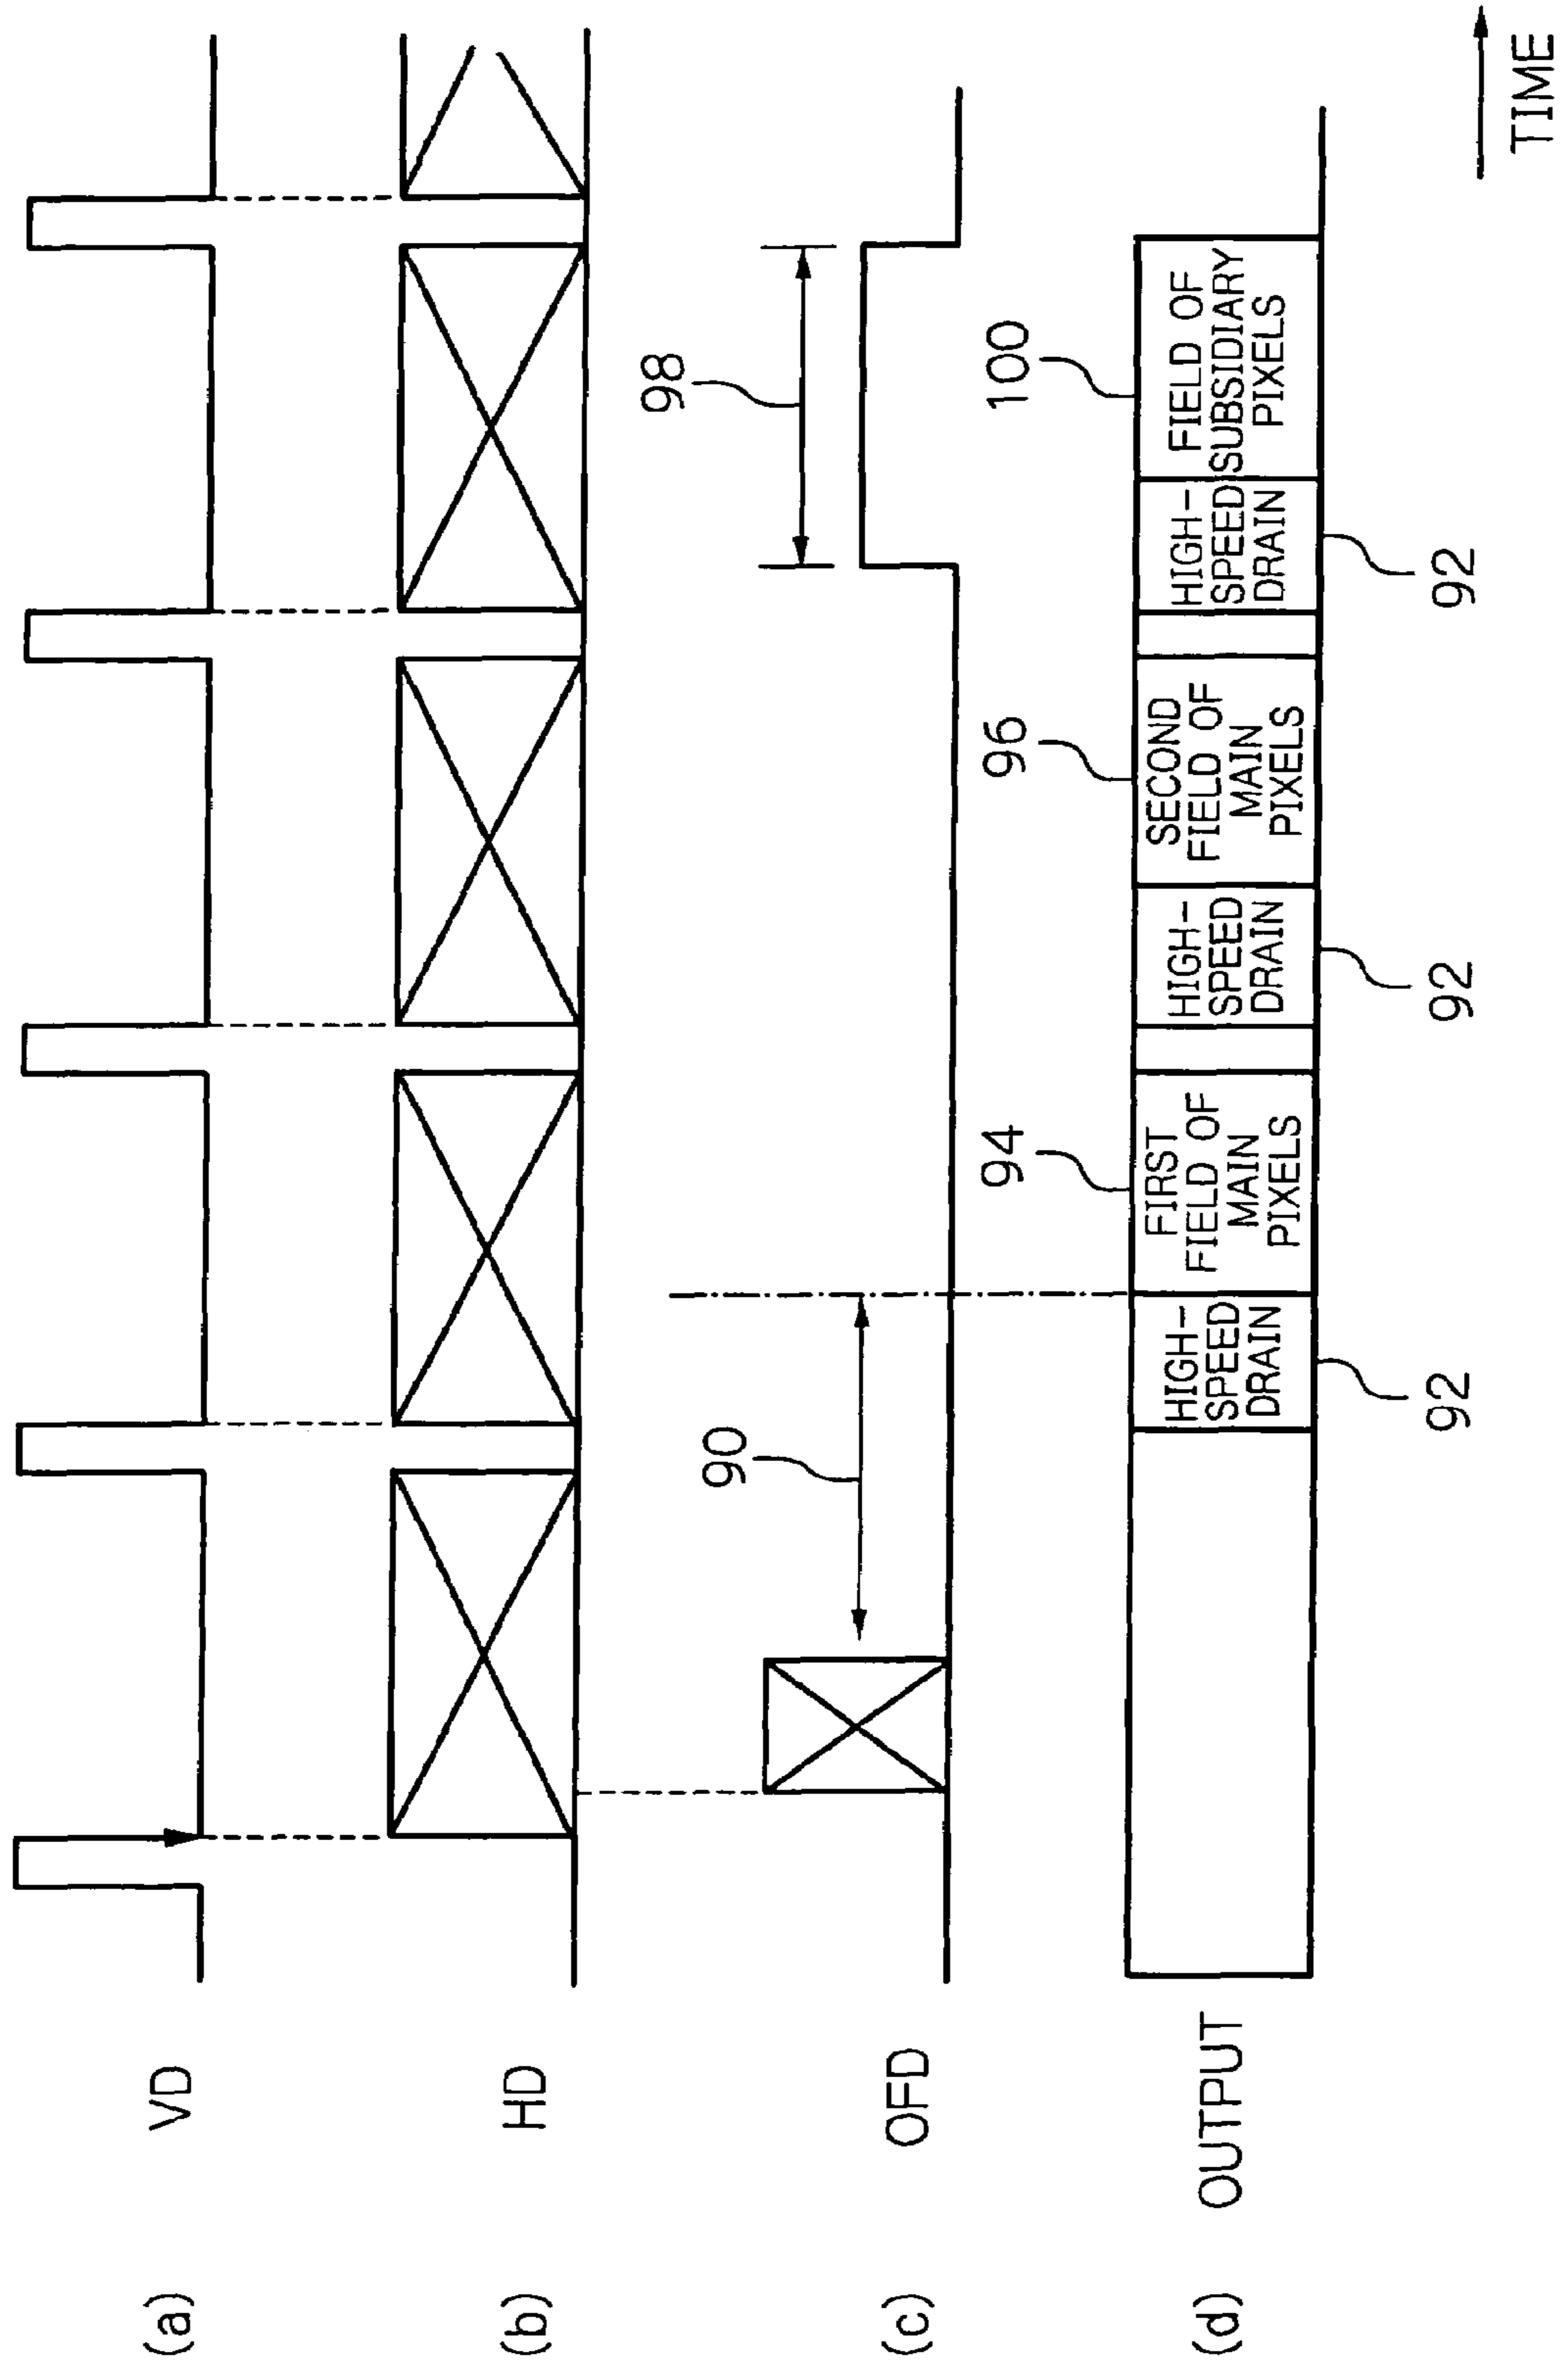 (a) VD
(b) HD
(c) OFD
90
98
(d) OUTPUT
HIGH-
SPEED
DRAIN
92
94
FIRST
FIELD OF
MAIN
PIXELS
HIGH-
SPEED
DRAIN
92
96
SECOND
FIELD OF
MAIN
PIXELS
HIGH-
SPEED
DRAIN
92
100
FIELD OF
SUBSIDIARY
PIXELS
TIME